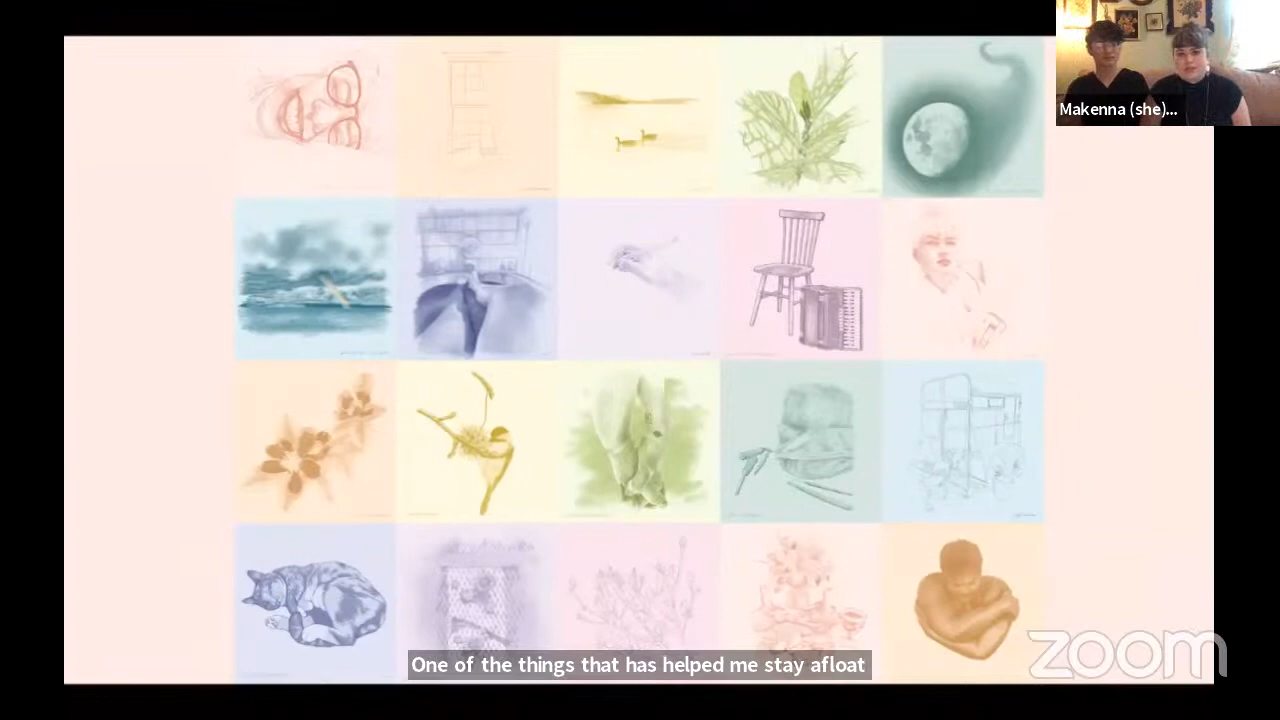 Makenna (she)...
One of the things that has helped me stay afloat
zoom